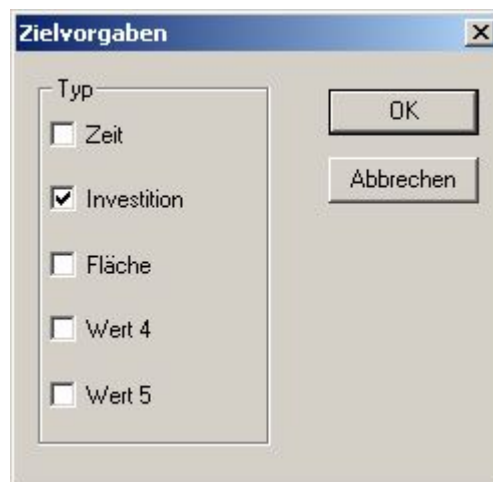 Zielvorgaben
Typ
Zeit
Investition
Fläche
Wert 4
Wert 5
OK
Abbrechen